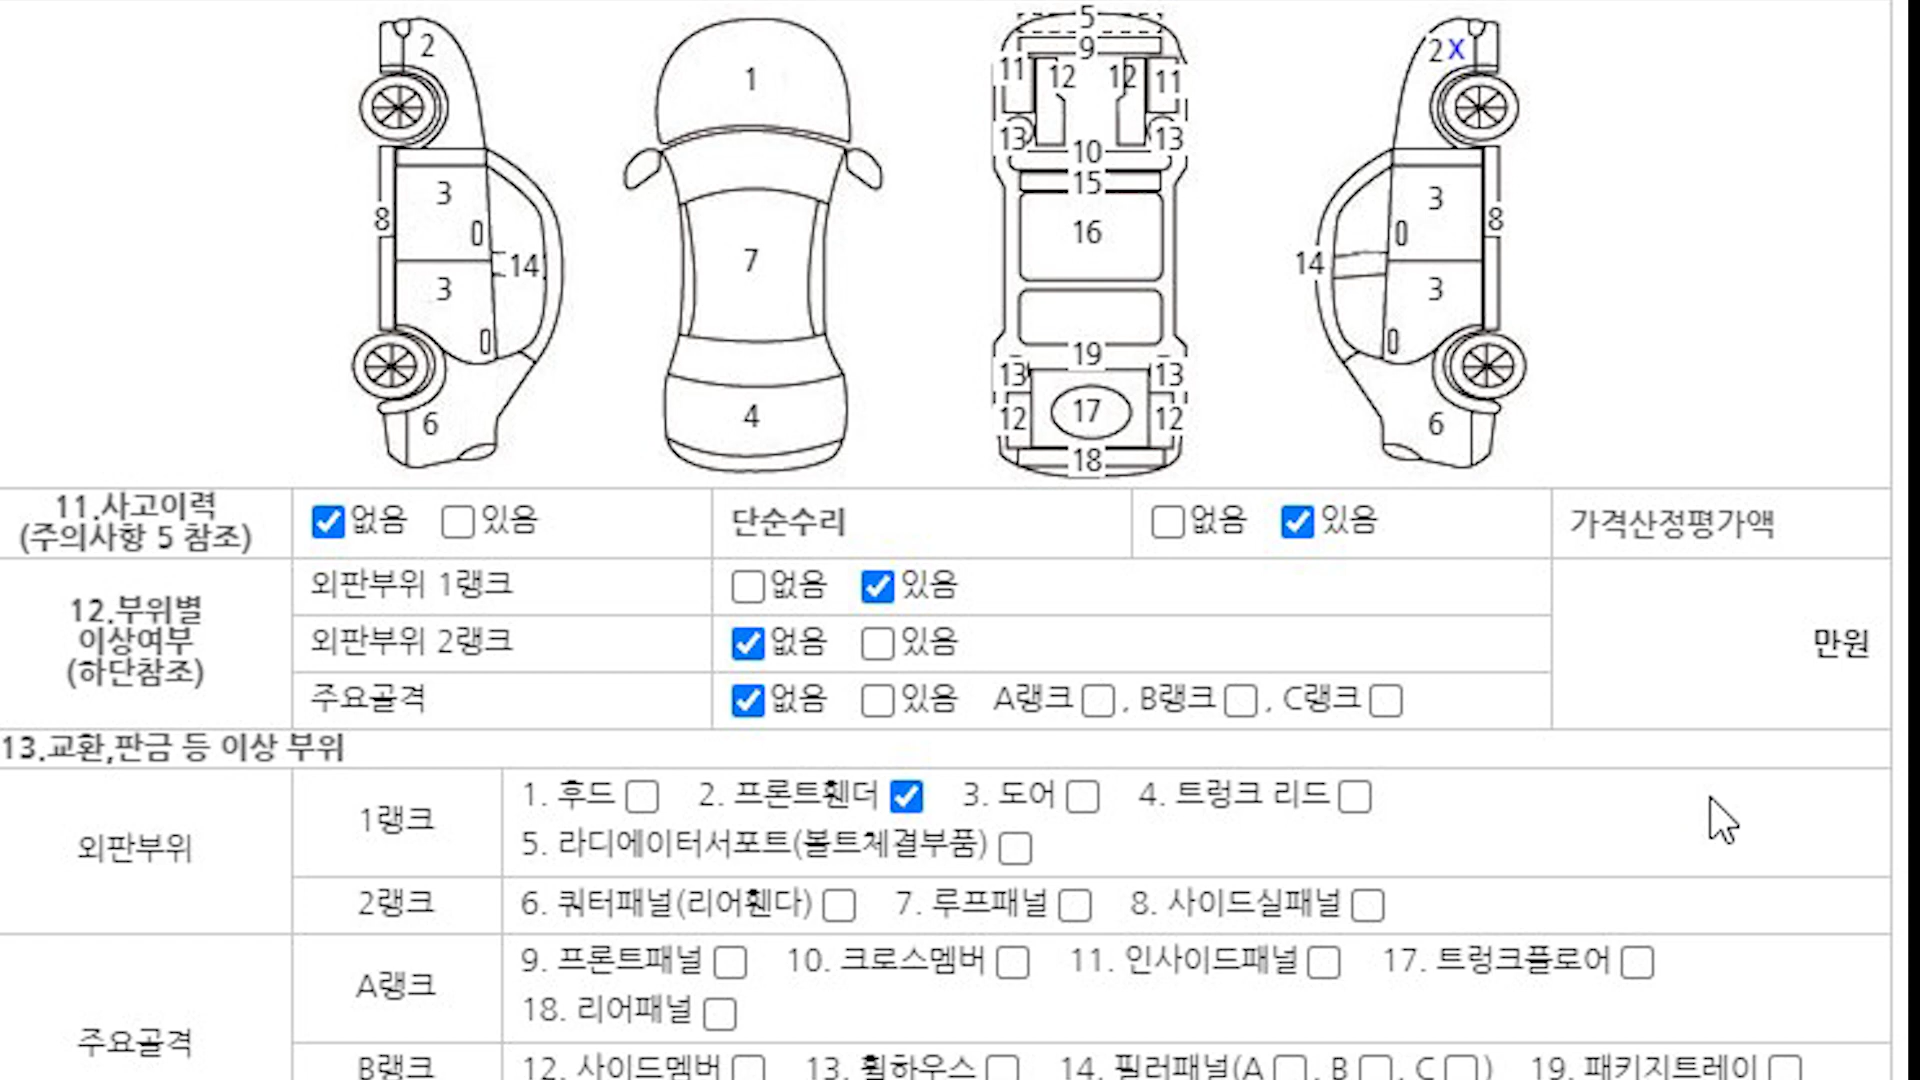 5
2
1
9
2X
11 12 12 11
13 13
10
15
3
3
8
16
8
7
14
14
3
3
19
13 13
6
4
12 17 12
6
18
11.사고이력
(주의사항 5 참조)
없음 있음
단순수리
없음 있음
가격산정평가액
12.부위별
이상여부
(하단참조)
외판부위 1랭크
없음 있음
외판부위 2랭크
없음 있음
주요골격
없음 있음 A랭크 , B랭크 , C랭크
만원
13.교환,판금 등 이상 부위
외판부위
1랭크
1. 후드 2. 프론트휀더 3. 도어 4. 트렁크 리드
5. 라디에이터서포트(볼트체결부품)
2랭크
6. 쿼터패널(리어휀다) 7. 루프패널 8. 사이드실패널
주요골격
A랭크
9. 프론트패널 10. 크로스멤버 11. 인사이드패널 17. 트렁크플로어
18. 리어패널
B랭크
12. 사이드멤버 13. 휠하우스 14. 필러패널(A , B , C ) 19. 패키지트레이